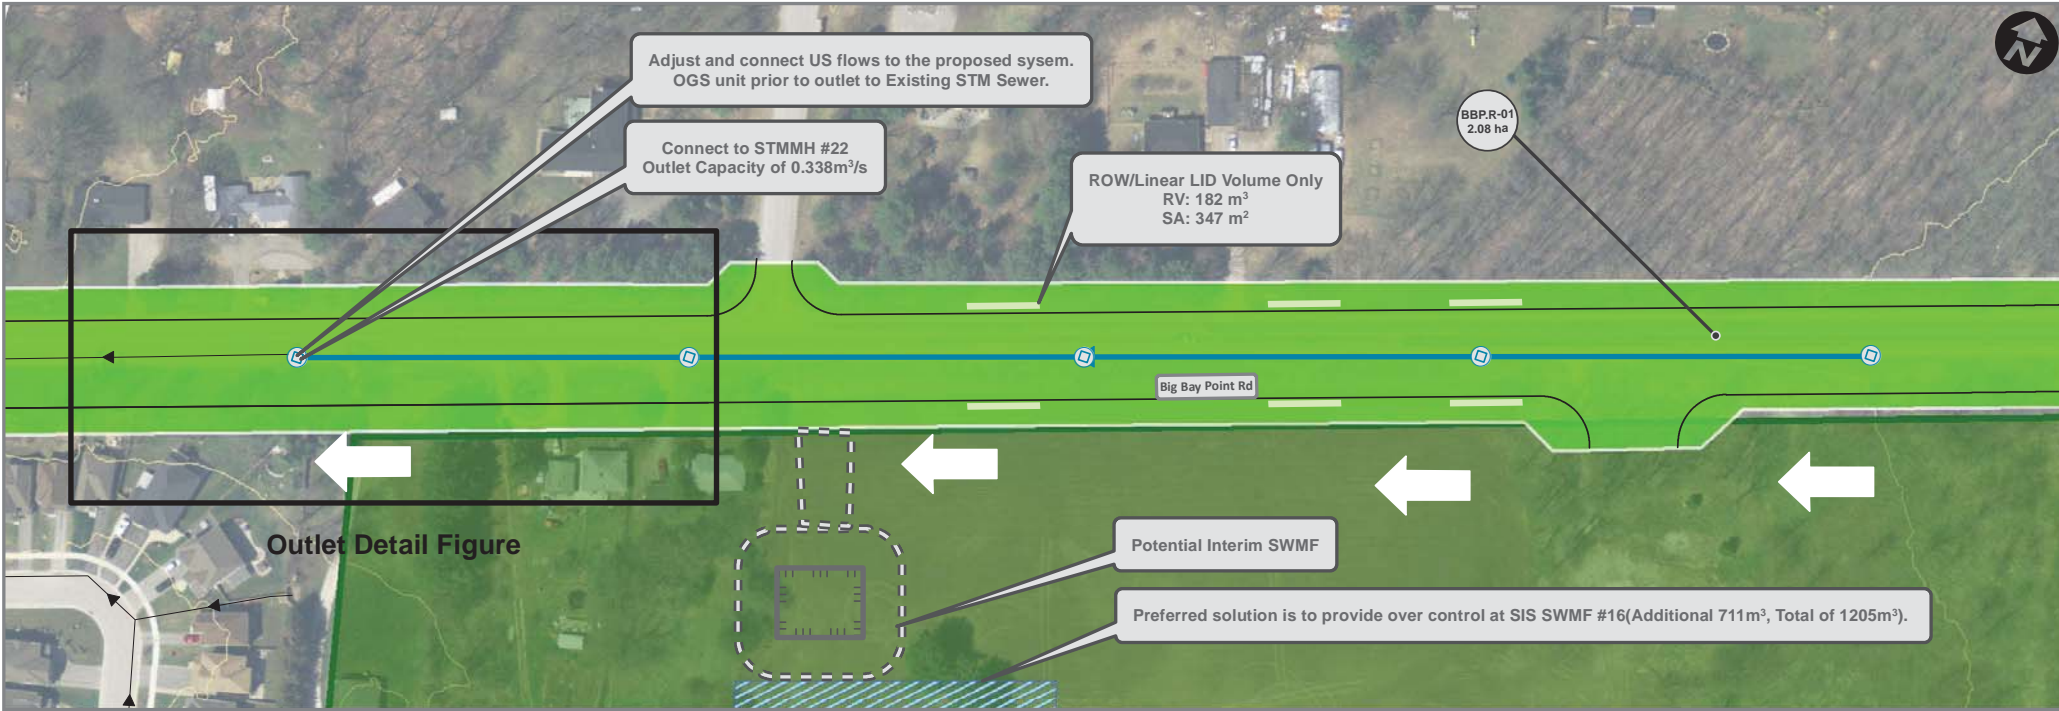 Adjust and connect US flows to the proposed sysem.
OGS unit prior to outlet to Existing STM Sewer.
Connect to STMMH #22
Outlet Capacity of 0.338m³/s
ROW/Linear LID Volume Only
RV: 182 m³
SA: 347 m²
BBP.R-01
2.08 ha
N
Big Bay Point Rd
Outlet Detail Figure
Potential Interim SWMF
Preferred solution is to provide over control at SIS SWMF #16(Additional 711m³, Total of 1205m³).